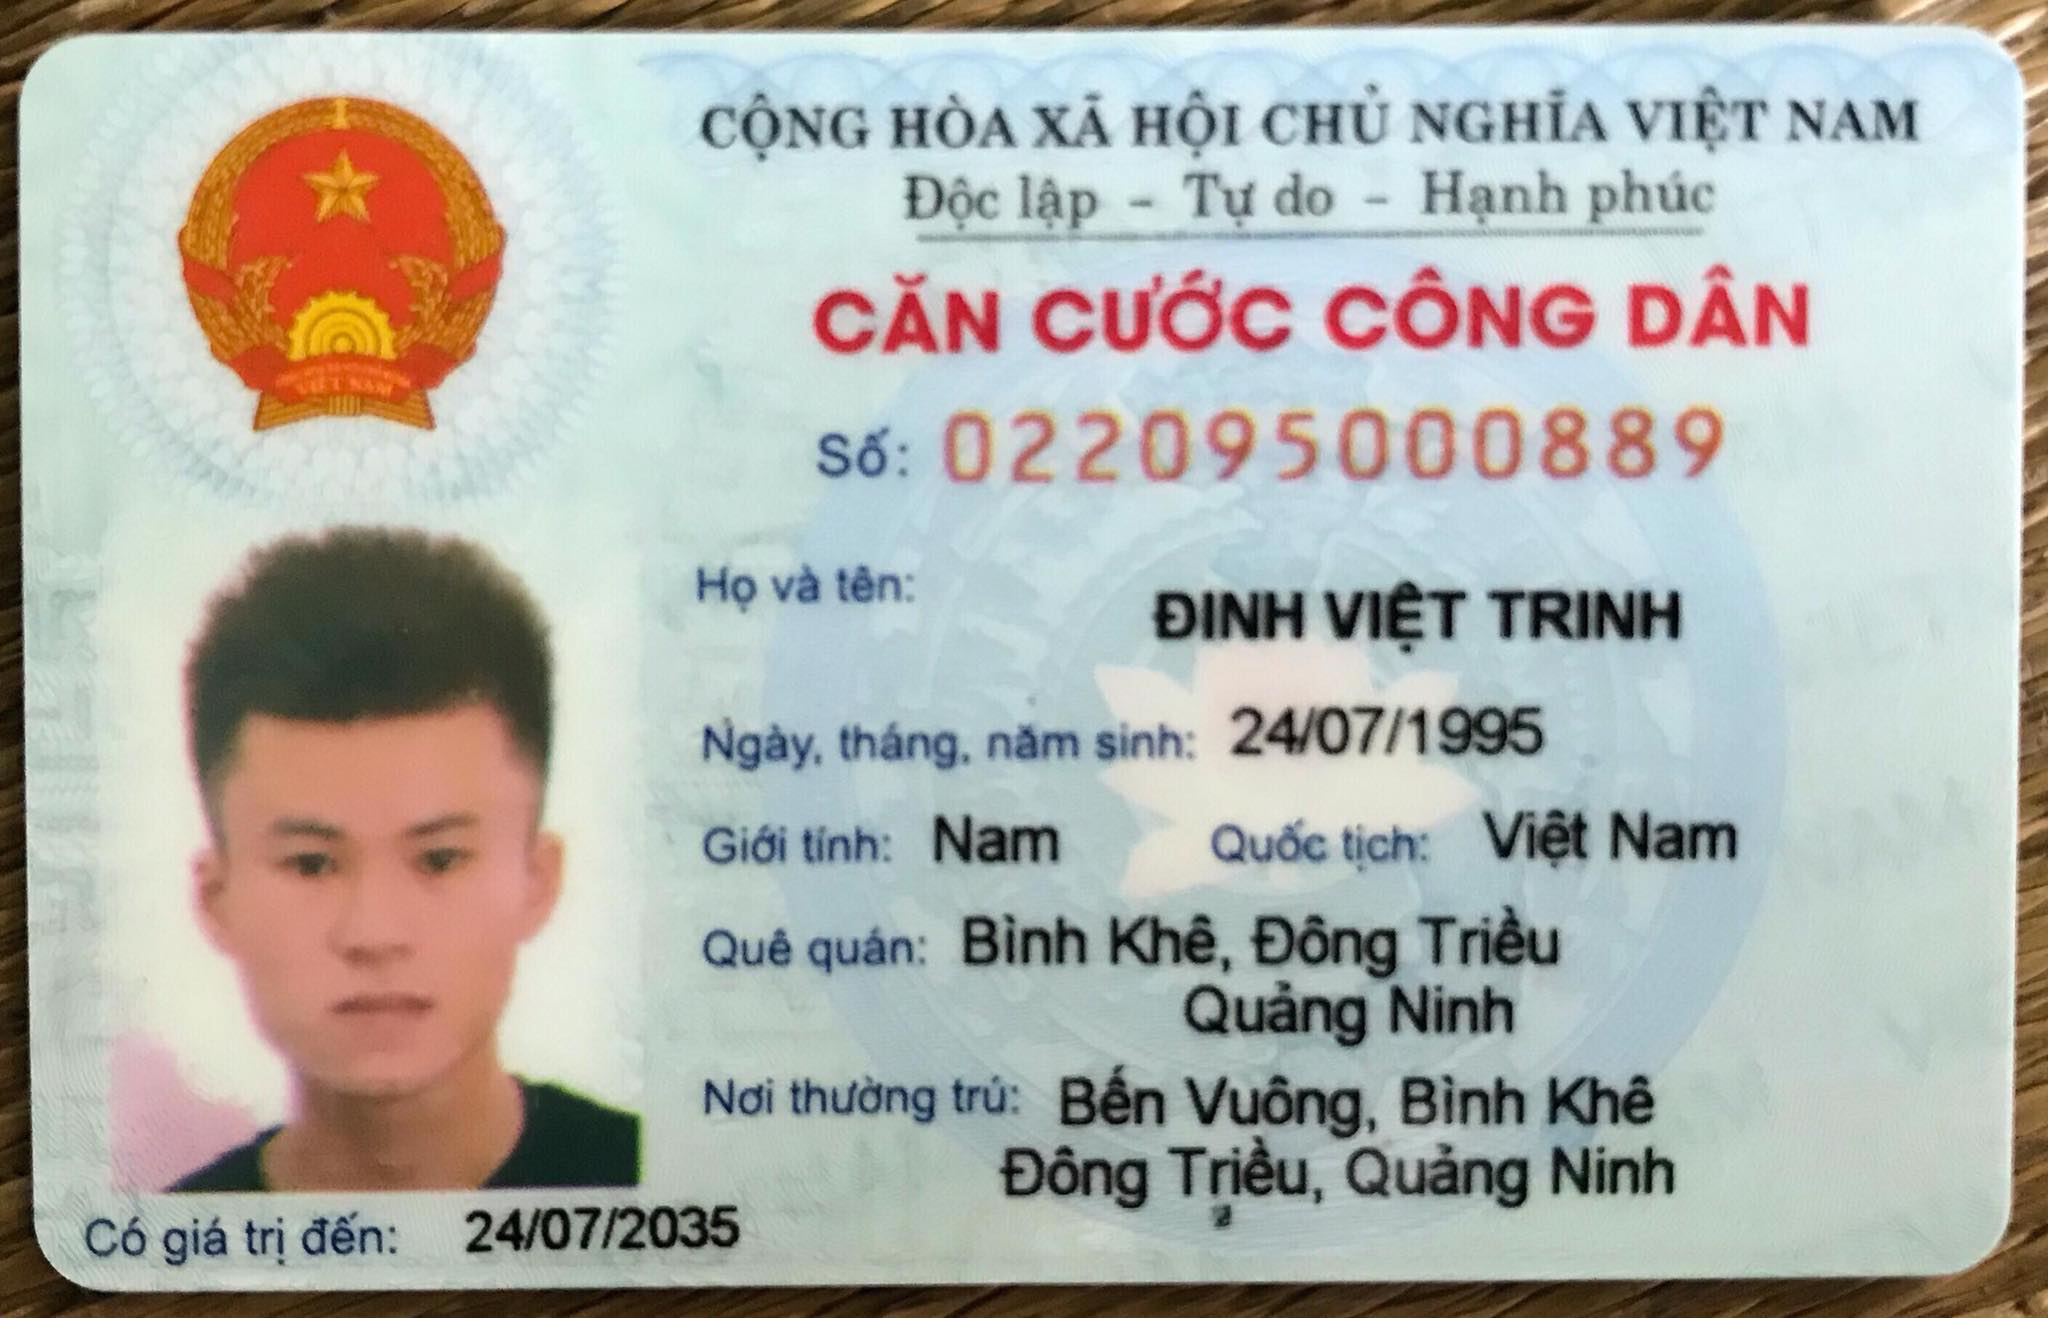 CỘNG HÒA XÃ HỘI CHỦ NGHĨA VIỆT NAM
Độc lập - Tự do - Hạnh phúc
CĂN CƯỚC CÔNG DÂN
Số: 022095000889
Họ và tên: ĐINH VIỆT TRINH
Ngày, tháng, năm sinh: 24/07/1995
Giới tính: Nam Quốc tịch: Việt Nam
Quê quán: Bình Khê, Đông Triều
Quảng Ninh
Nơi thường trú: Bến Vuông, Bình Khê
Đông Triều, Quảng Ninh
Có giá trị đến: 24/07/2035
VIỆT NAM